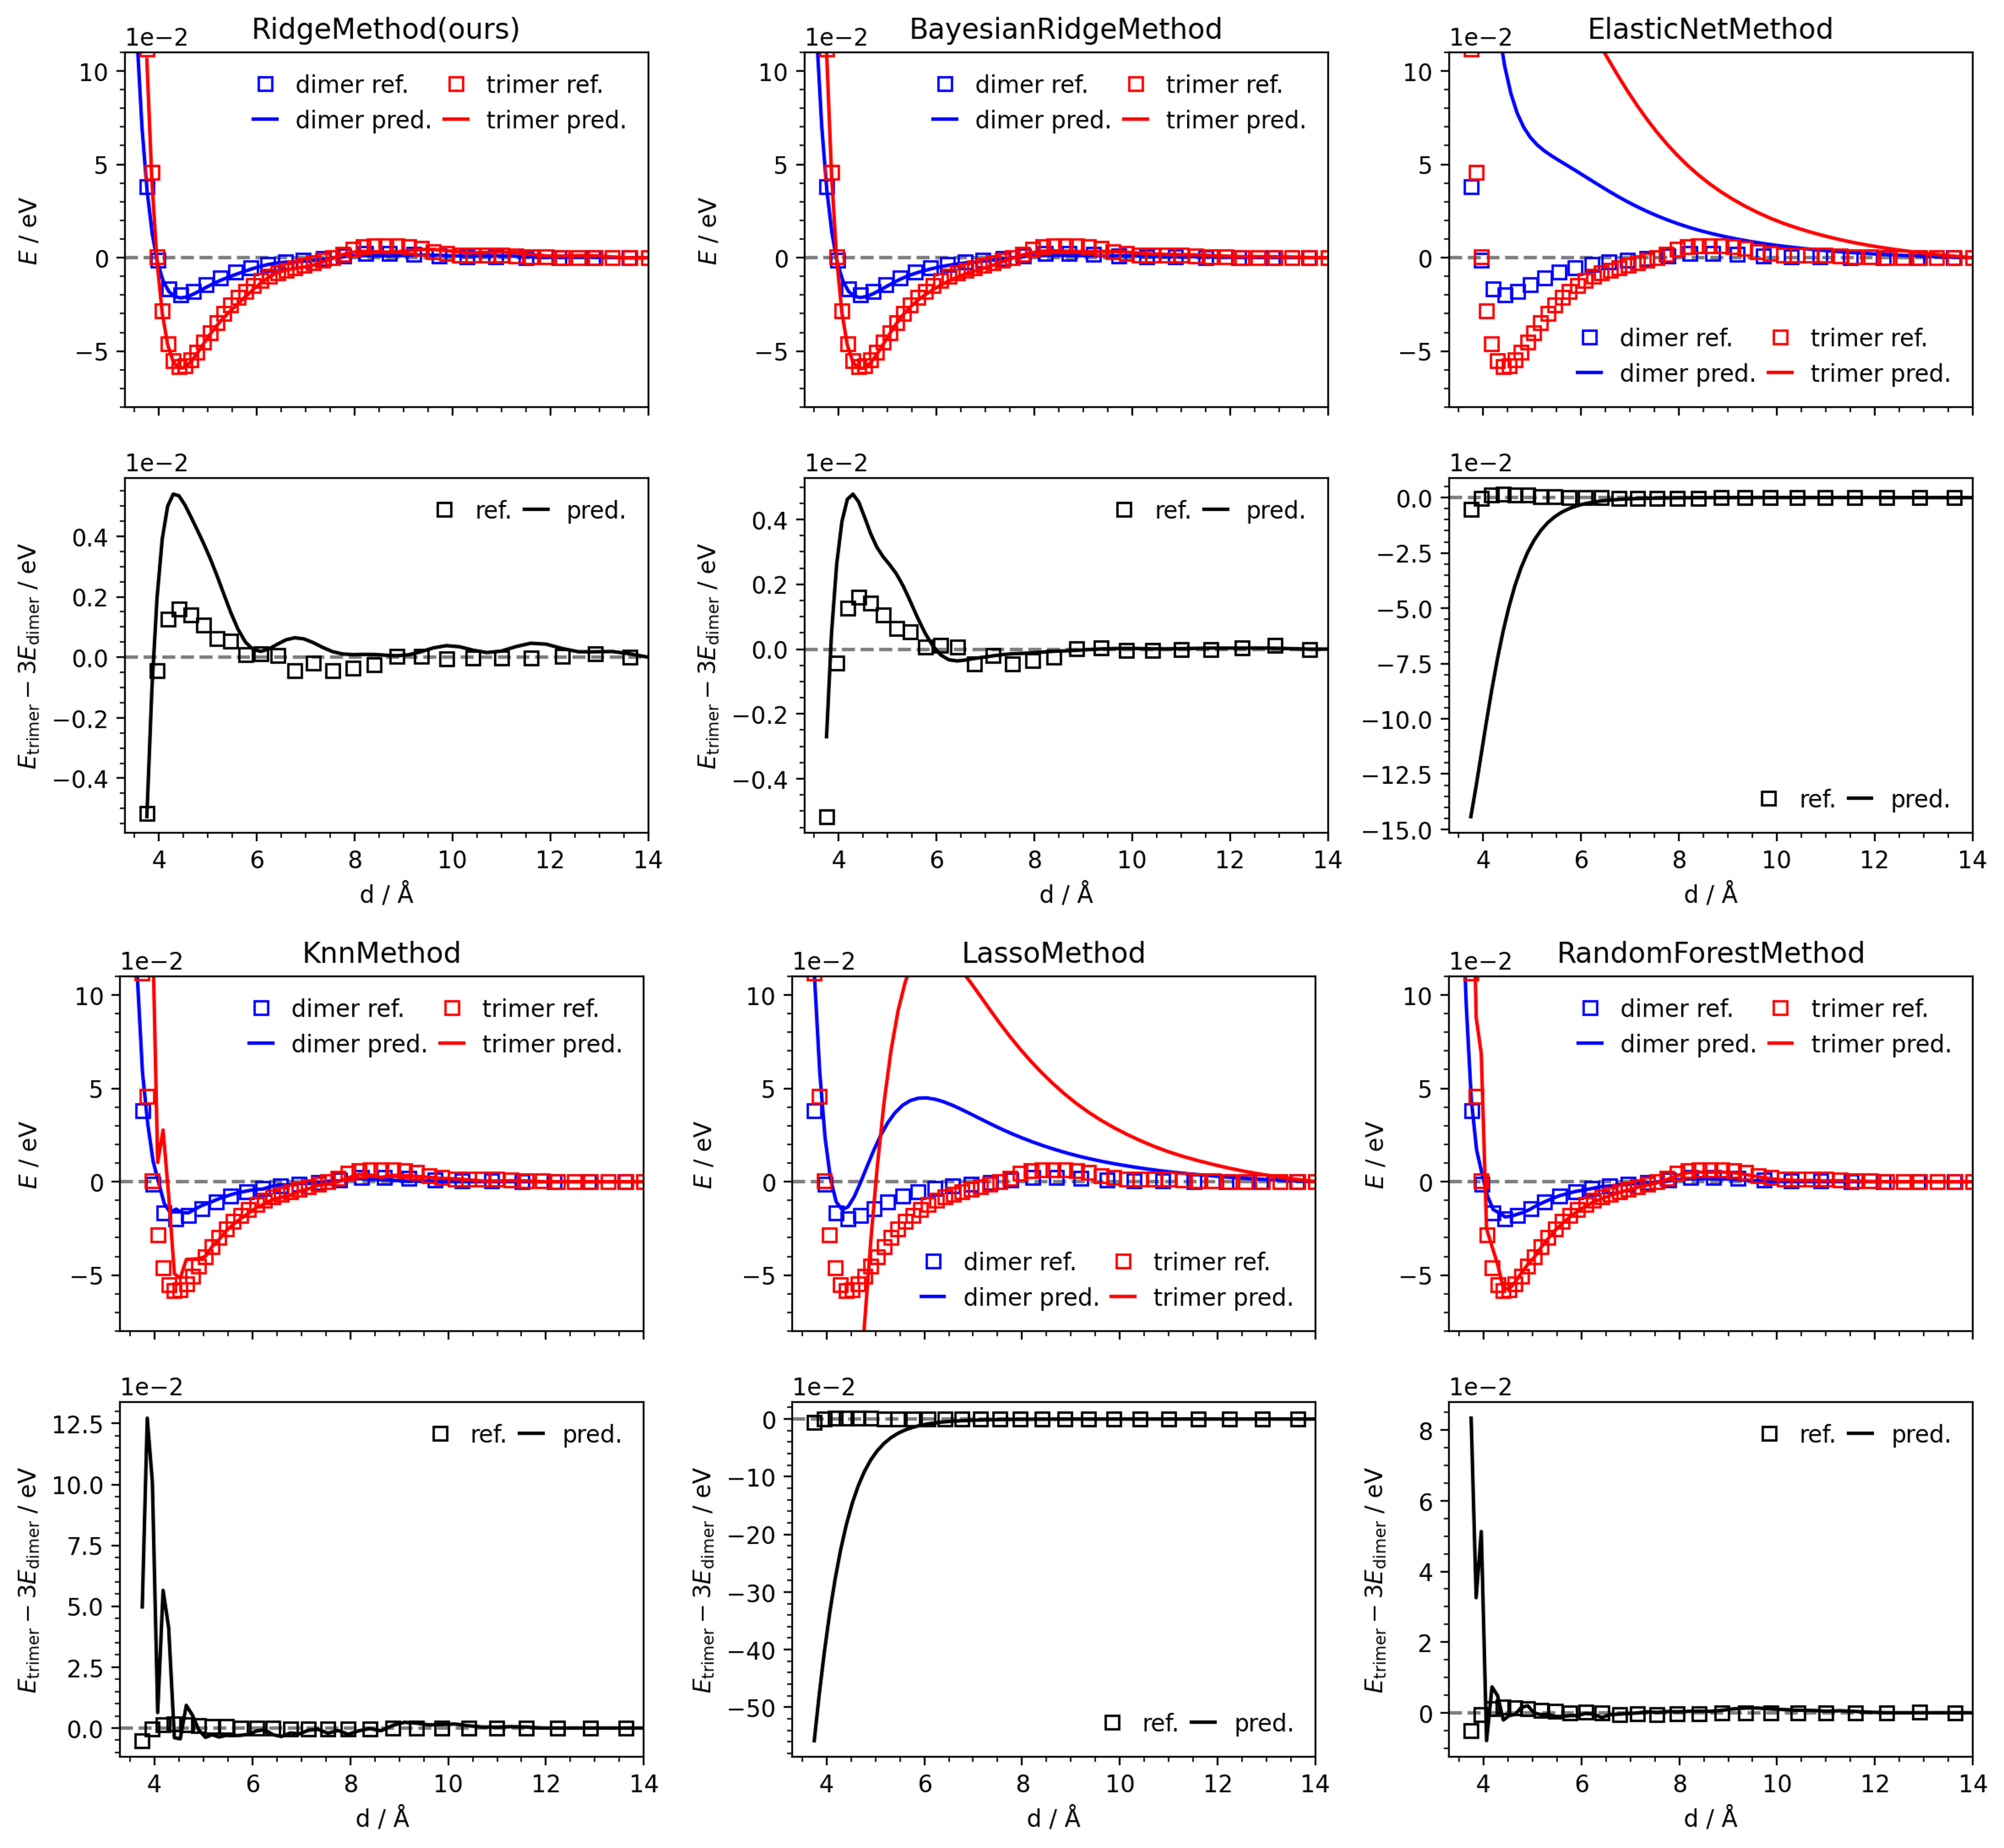 RidgeMethod(ours)
1e−2
dimer ref. trimer ref.
dimer pred. trimer pred.
10
5
0
−5
E / eV
1e−2
ref. pred.
0.4
0.2
0.0
−0.2
−0.4
E_trimer − 3E_dimer / eV
4 6 8 10 12 14
d / Å
BayesianRidgeMethod
1e−2
dimer ref. trimer ref.
dimer pred. trimer pred.
10
5
0
−5
E / eV
1e−2
ref. pred.
0.4
0.2
0.0
−0.2
−0.4
E_trimer − 3E_dimer / eV
4 6 8 10 12 14
d / Å
ElasticNetMethod
1e−2
10
5
0
−5
E / eV
dimer ref. trimer ref.
dimer pred. trimer pred.
1e−2
0.0
−2.5
−5.0
−7.5
−10.0
−12.5
−15.0
E_trimer − 3E_dimer / eV
ref. pred.
4 6 8 10 12 14
d / Å
KnnMethod
1e−2
dimer ref. trimer ref.
dimer pred. trimer pred.
10
5
0
−5
E / eV
1e−2
ref. pred.
12.5
10.0
7.5
5.0
2.5
0.0
E_trimer − 3E_dimer / eV
4 6 8 10 12 14
d / Å
LassoMethod
1e−2
10
5
0
−5
E / eV
dimer ref. trimer ref.
dimer pred. trimer pred.
1e−2
0
−10
−20
−30
−40
−50
E_trimer − 3E_dimer / eV
ref. pred.
4 6 8 10 12 14
d / Å
RandomForestMethod
1e−2
dimer ref. trimer ref.
dimer pred. trimer pred.
10
5
0
−5
E / eV
1e−2
ref. pred.
8
6
4
2
0
E_trimer − 3E_dimer / eV
4 6 8 10 12 14
d / Å